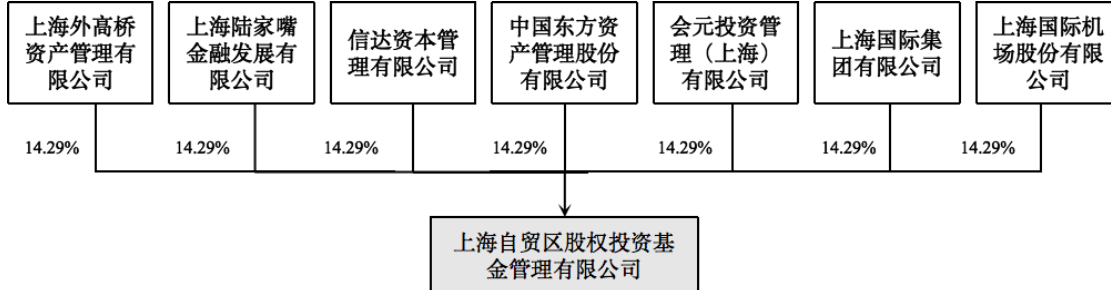 上海外高桥
资产管理有
限公司
上海陆家嘴
金融发展有
限公司
信达资本管
理有限公司
中国东方资
产管理股份
有限公司
会元投资管
理（上海）
有限公司
上海国际集
团有限公司
上海国际机
场股份有限
公司
14.29%
14.29%
14.29%
14.29%
14.29%
14.29%
14.29%
上海自贸区股权投资基
金管理有限公司